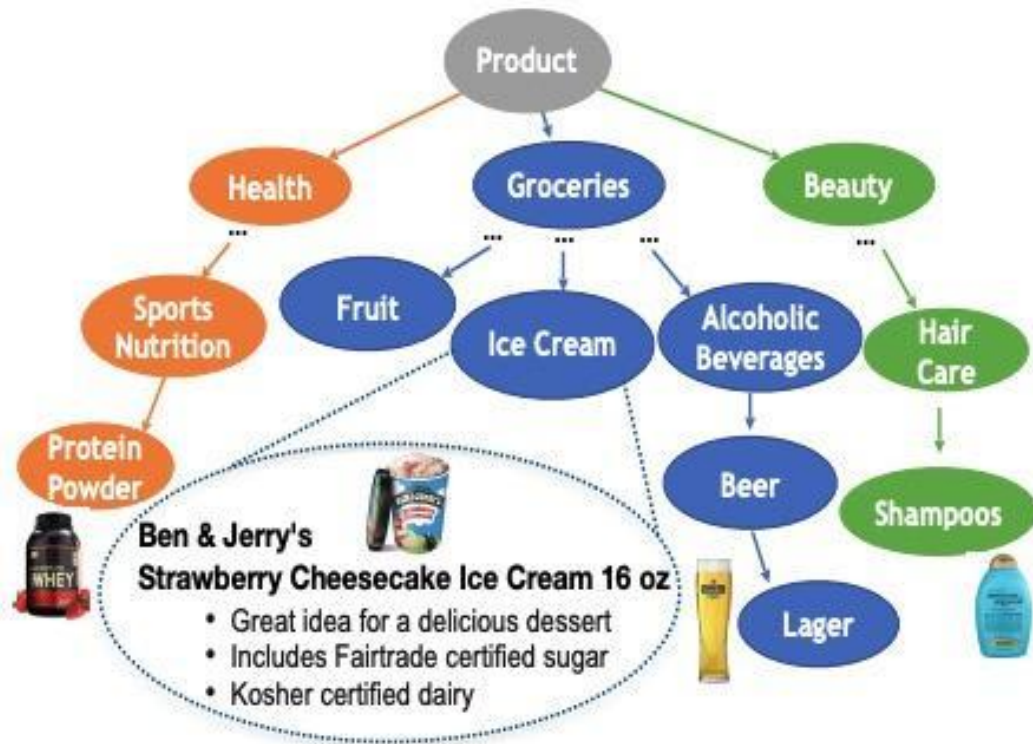 Product
Health
Groceries
Beauty
...
...
...
...
...
Sports
Nutrition
Fruit
Ice Cream
Alcoholic
Beverages
Hair
Care
Protein
Powder
Beer
Shampoos
Ben & Jerry's
Strawberry Cheesecake Ice Cream 16 oz
• Great idea for a delicious dessert
• Includes Fairtrade certified sugar
• Kosher certified dairy
WHEY
Lager